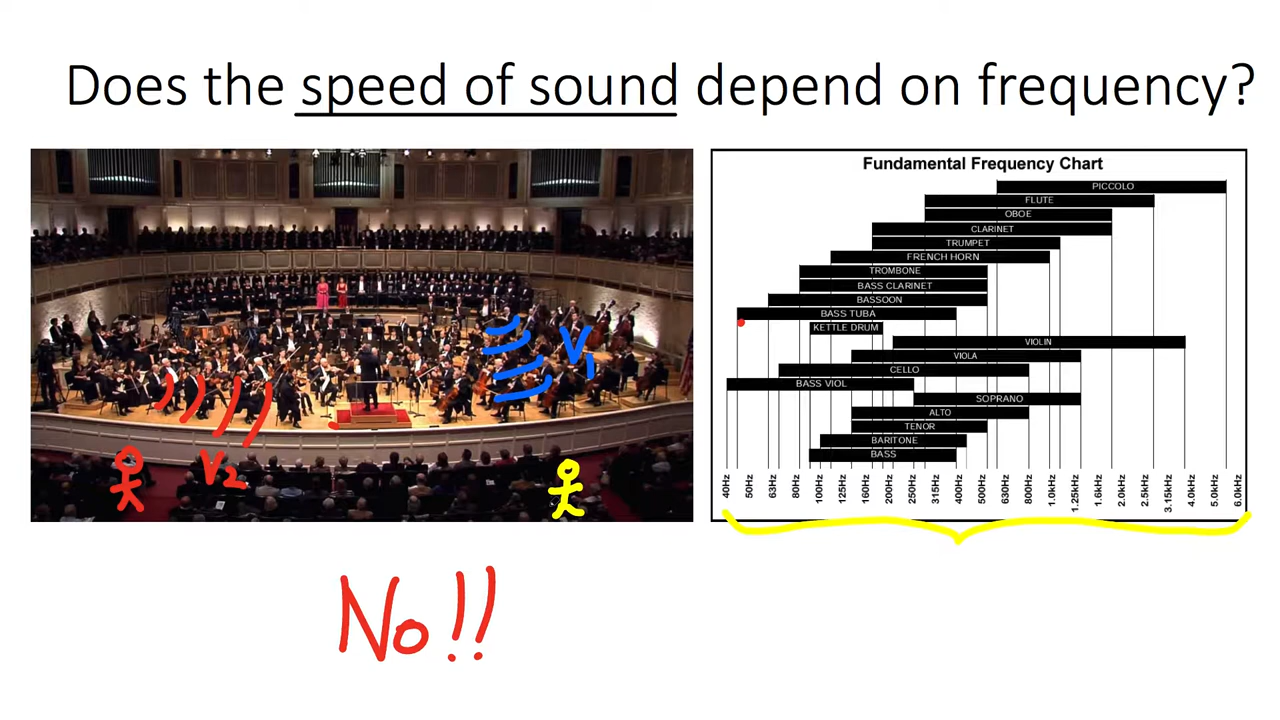 Does the speed of sound depend on frequency?
V1
V2
No!!
Fundamental Frequency Chart
PICCOLO
FLUTE
OBOE
CLARINET
TRUMPET
FRENCH HORN
TROMBONE
BASS CLARINET
BASSOON
BASS TUBA
KETTLE DRUM
VIOLIN
VIOLA
CELLO
BASS VIOL
SOPRANO
ALTO
TENOR
BARITONE
BASS
40Hz 50Hz 63Hz 80Hz 100Hz 125Hz 160Hz 200Hz 250Hz 315Hz 400Hz 500Hz 630Hz 800Hz 1.0kHz 1.25kHz 1.6kHz 2.0kHz 2.5kHz 3.15kHz 4.0kHz 5.0kHz 6.0kHz